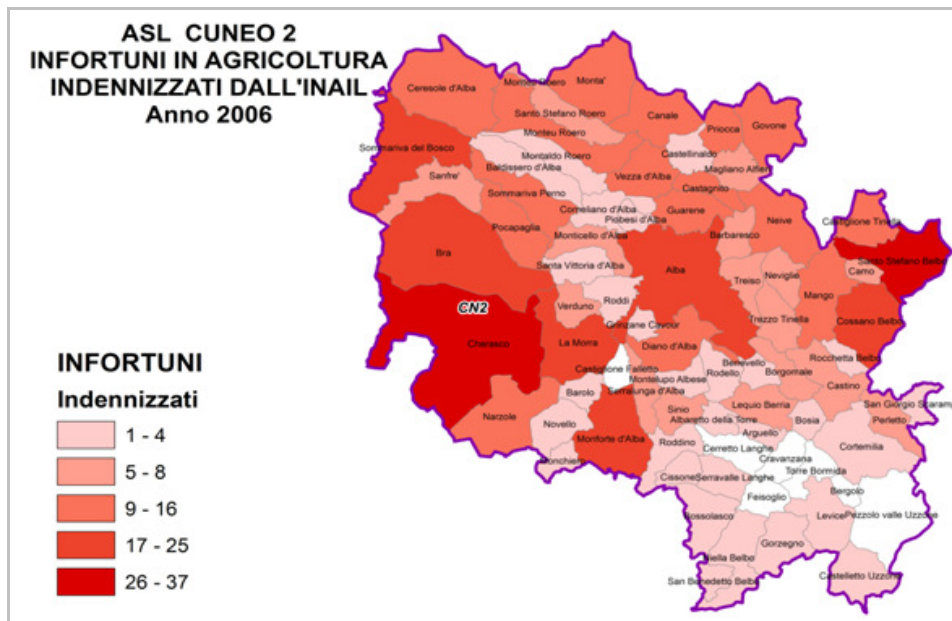 ASL CUNEO 2
INFORTUNI IN AGRICOLTURA
INDENNIZZATI DALL'INAIL
Anno 2006
Ceresole d'Alba
Monta'
Santo Stefano Roero
Canale
Priocca
Govone
Monteu Roero
Sommariva del Bosco
Montaldo Roero
Castellinaldo
Baldissero d'Alba
Magliano Alfieri
Sanfre'
Vezza d'Alba
Castagnito
Sommariva Perno
Corneliano d'Alba
Guarene
Piobesi d'Alba
Neive
Castiglione Tinella
Pocapaglia
Monticello d'Alba
Barbaresco
Bra
Santo Stefano Belbo
Santa Vittoria d'Alba
Alba
Camo
Treiso
Neviglie
Mango
Roddi
CN2
Verduno
Trezzo Tinella
Cossano Belbo
Grinzane Cavour
Cherasco
La Morra
Diano d'Alba
Rocchetta Belbo
Benevello
Castiglione Falletto
Rodello
Borgomale
Montelupo Albese
Castino
Barolo
Serralunga d'Alba
Lequio Berria
Narzole
Novello
Sinio
Albaretto della Torre
Bosia
Perletto
Monforte d'Alba
Arguello
Roddino
Cortemilia
Cerretto Langhe
Cravanzana
Torre Bormida
Cissone
Serravalle Langhe
Bergolo
Feisoglio
Levice
Pezzolo valle Uzzone
Bossolasco
Gorzegno
Niella Belbo
San Benedetto Belbo
Castelletto Uzzone
INFORTUNI
Indennizzati
1 - 4
5 - 8
9 - 16
17 - 25
26 - 37